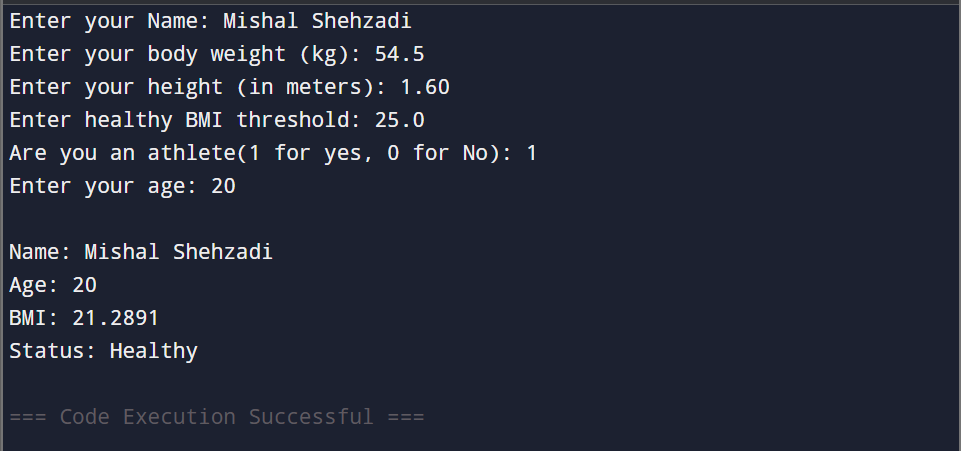 Enter your Name: Mishal Shehzadi
Enter your body weight (kg): 54.5
Enter your height (in meters): 1.60
Enter healthy BMI threshold: 25.0
Are you an athlete(1 for yes, 0 for No): 1
Enter your age: 20
Name: Mishal Shehzadi
Age: 20
BMI: 21.2891
Status: Healthy
=== Code Execution Successful ===